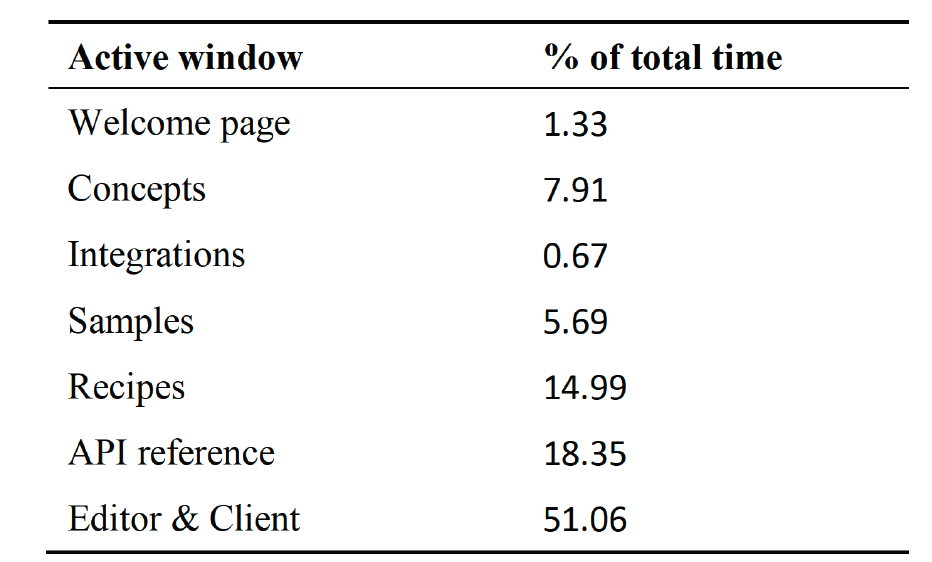 Active window % of total time
Welcome page 1.33
Concepts 7.91
Integrations 0.67
Samples 5.69
Recipes 14.99
API reference 18.35
Editor & Client 51.06